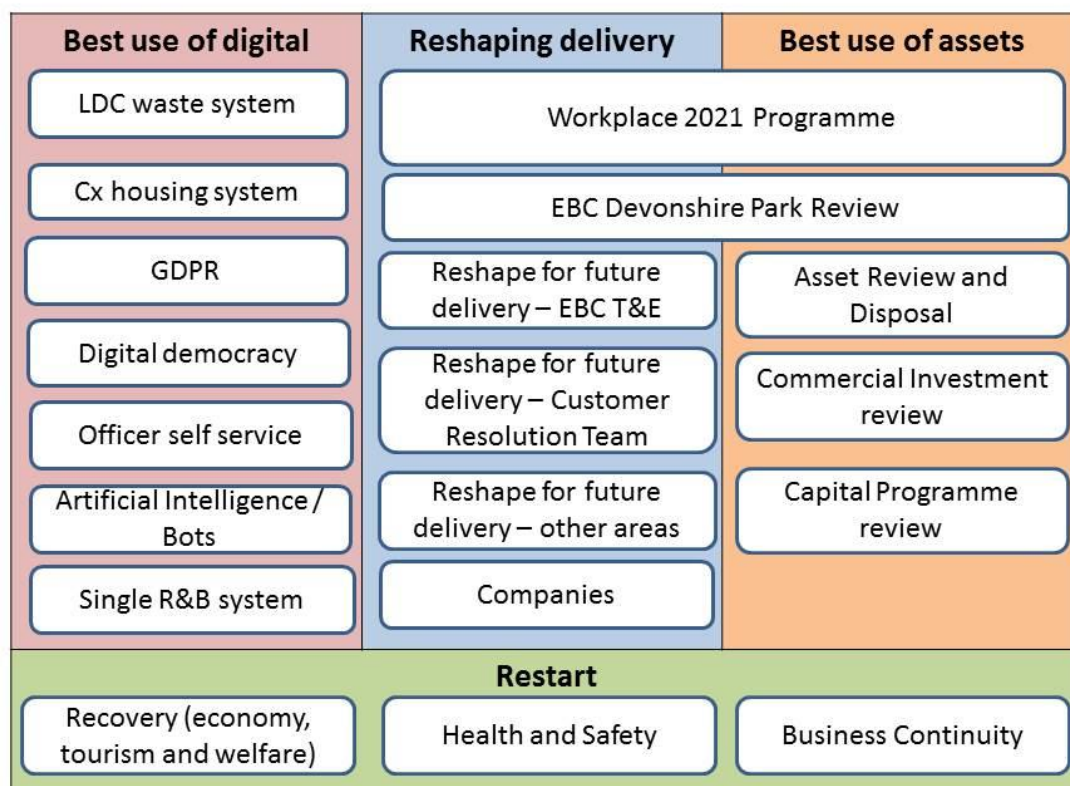 Best use of digital
LDC waste system
Cx housing system
GDPR
Digital democracy
Officer self service
Artificial Intelligence /
Bots
Single R&B system
Reshaping delivery
Best use of assets
Workplace 2021 Programme
EBC Devonshire Park Review
Reshape for future
delivery – EBC T&E
Reshape for future
delivery – Customer
Resolution Team
Reshape for future
delivery – other areas
Companies
Asset Review and
Disposal
Commercial Investment
review
Capital Programme
review
Restart
Recovery (economy,
tourism and welfare)
Health and Safety
Business Continuity